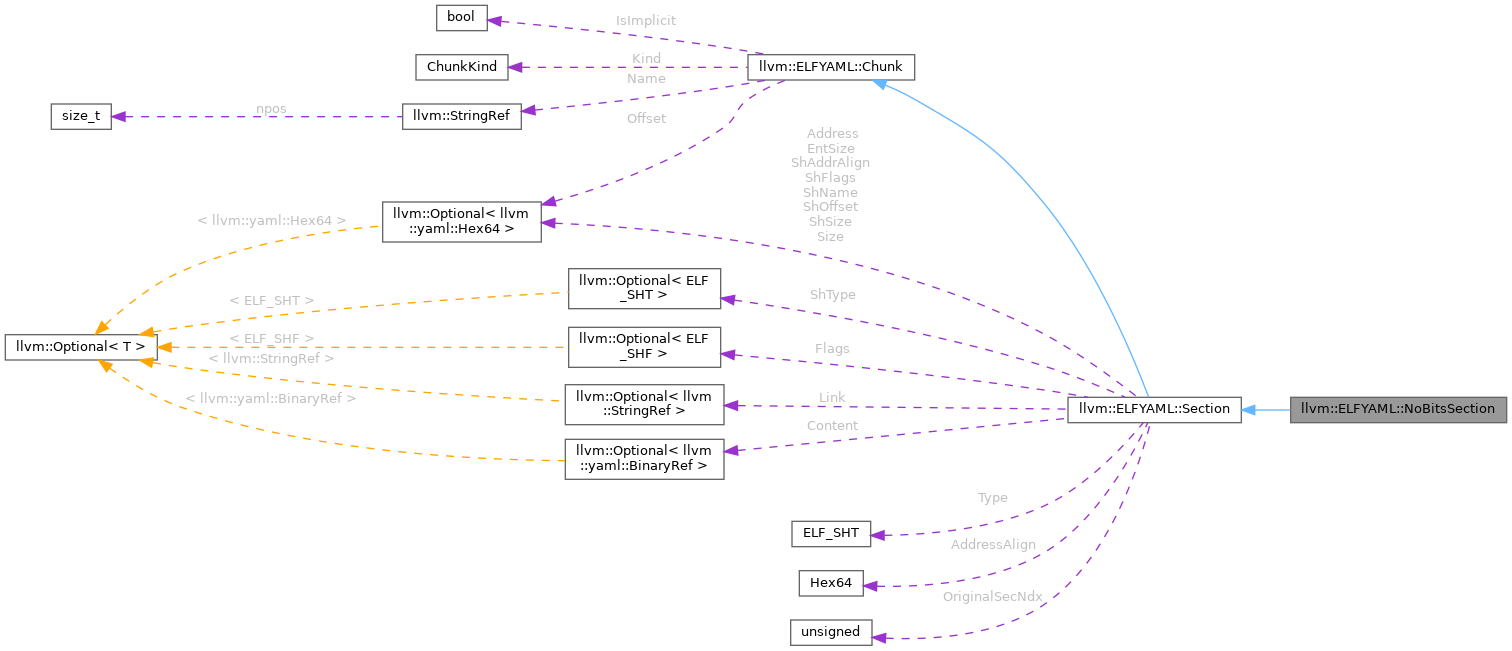 bool
IsImplicit
ChunkKind
Kind
llvm::ELFYAML::Chunk
Name
size_t
npos
llvm::StringRef
Offset
Address
EntSize
ShAddrAlign
ShFlags
ShName
ShOffset
ShSize
Size
< llvm::yaml::Hex64 >
llvm::Optional< llvm
::yaml::Hex64 >
< ELF_SHT >
llvm::Optional< ELF
_SHT >
ShType
llvm::Optional< T >
< ELF_SHF >
llvm::Optional< ELF
_SHF >
Flags
< llvm::StringRef >
llvm::Optional< llvm
::StringRef >
Link
< llvm::yaml::BinaryRef >
llvm::Optional< llvm
::yaml::BinaryRef >
Content
llvm::ELFYAML::Section
llvm::ELFYAML::NoBitsSection
Type
ELF_SHT
AddressAlign
Hex64
OriginalSecNdx
unsigned